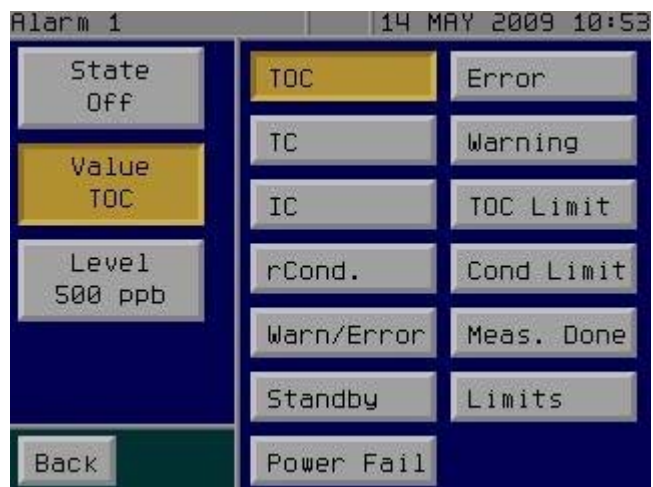 Alarm 1 14 MAY 2009 10:53
State
Off
Value
TOC
Level
500 ppb
Back
TOC Error
TC Warning
IC TOC Limit
rCond. Cond Limit
Warn/Error Meas. Done
Standby Limits
Power Fail